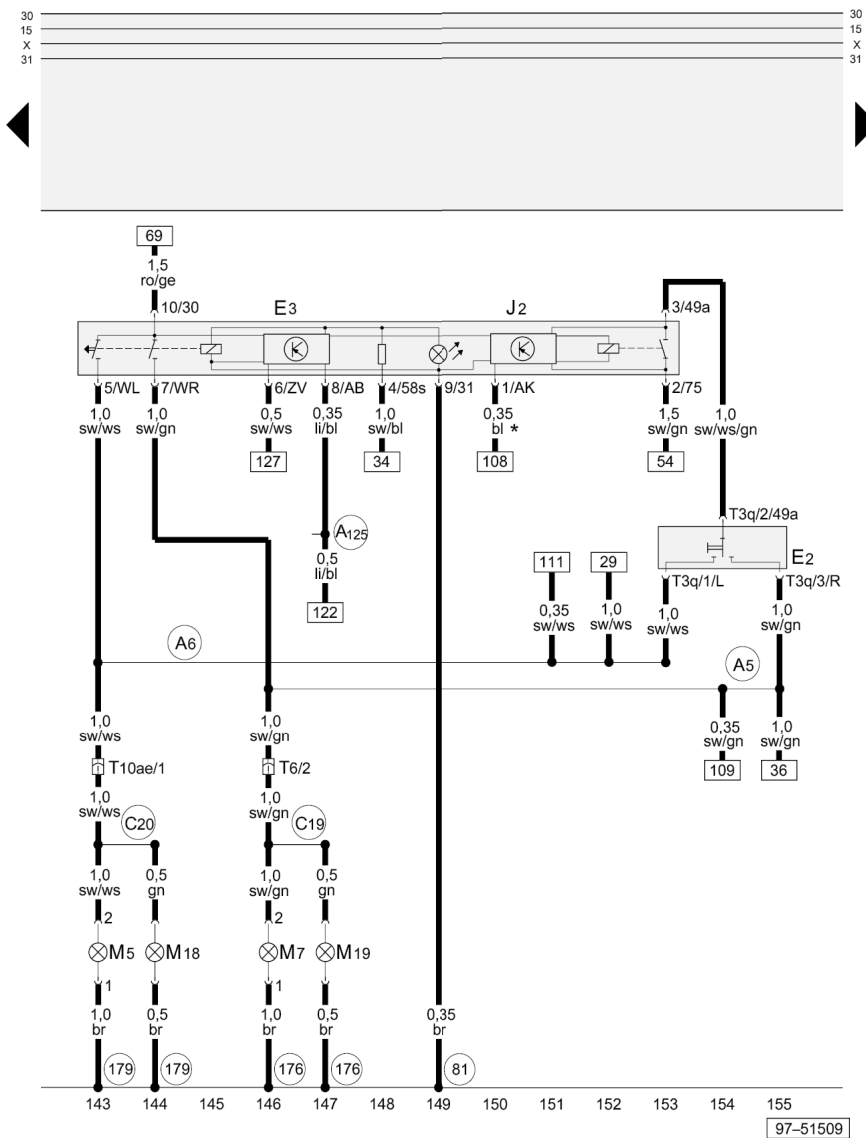 30 30
15 15
X X
31 31
69
1,5
ro/ge
10/30 E3 J2 3/49a
5/WL 7/WR 6/ZV 8/AB 4/58s 9/31 1/AK 2/75
1,0 1,0 0,5 0,35 1,0 0,35 1,5 1,0
sw/ws sw/gn sw/ws li/bl sw/bl bl * sw/gn sw/ws/gn
127 34 108 54
T3q/2/49a
A125
E2
0,5
li/bl
111 29 T3q/1/L T3q/3/R
122
0,35 1,0 1,0 1,0
sw/ws sw/ws sw/ws sw/gn
A6 A5
1,0 1,0 0,35 1,0
sw/ws sw/gn sw/gn sw/gn
T10ae/1 T6/2 109 36
1,0 1,0
sw/ws sw/gn
C20 C19
1,0 0,5 1,0 0,5
sw/ws gn sw/gn gn
2 2
M5 M18 M7 M19
1 1
1,0 0,5 1,0 0,5 0,35
br br br br br
179 179 176 176 81
143 144 145 146 147 148 149 150 151 152 153 154 155
97–51509